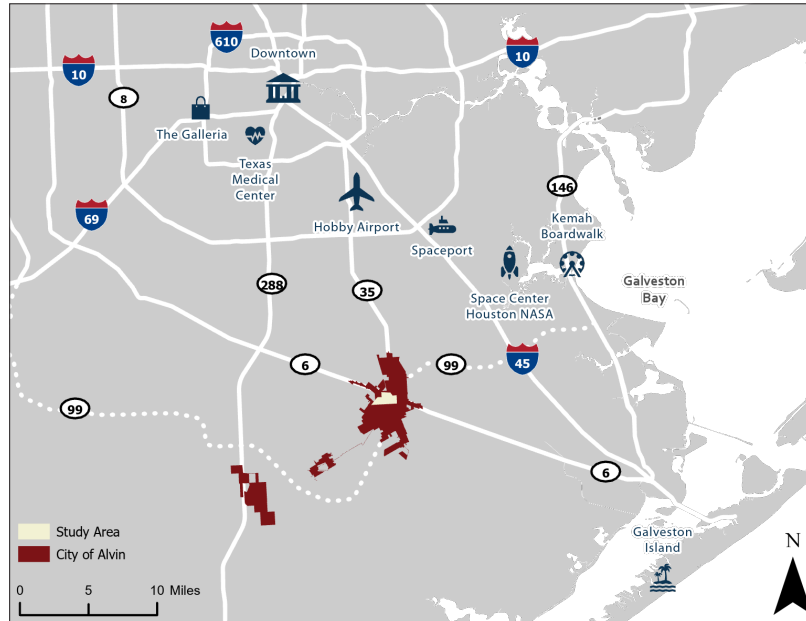 610
Downtown
10
10
8
The Galleria
Texas
Medical
Center
146
69
Hobby Airport
Kemah
Boardwalk
Spaceport
288
35
Space Center
Houston NASA
Galveston
Bay
6
99
45
99
6
Study Area
City of Alvin
Galveston
Island
N
0 5 10 Miles